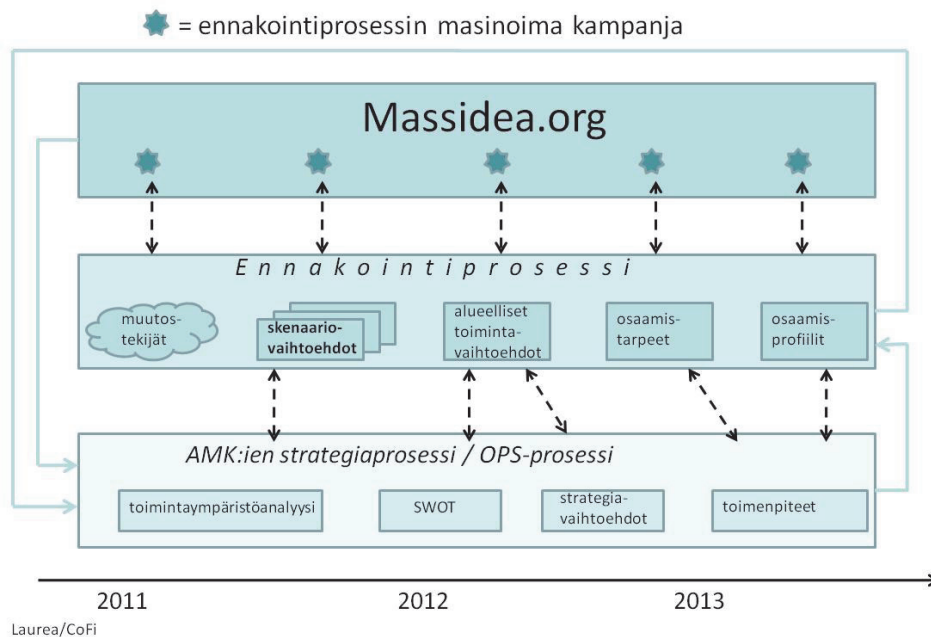 = ennakointiprosessin masinoima kampanja
Massidea.org
Ennakointiprosessi
muutos-
tekijät
skenaario-
vaihtoehdot
alueelliset
toiminta-
vaihtoehdot
osaamis-
tarpeet
osaamis-
profiilit
AMK:ien strategiaprosessi / OPS-prosessi
toimintaympäristöanalyysi
SWOT
strategia-
vaihtoehdot
toimenpiteet
2011
2012
2013
Laurea/CoFi